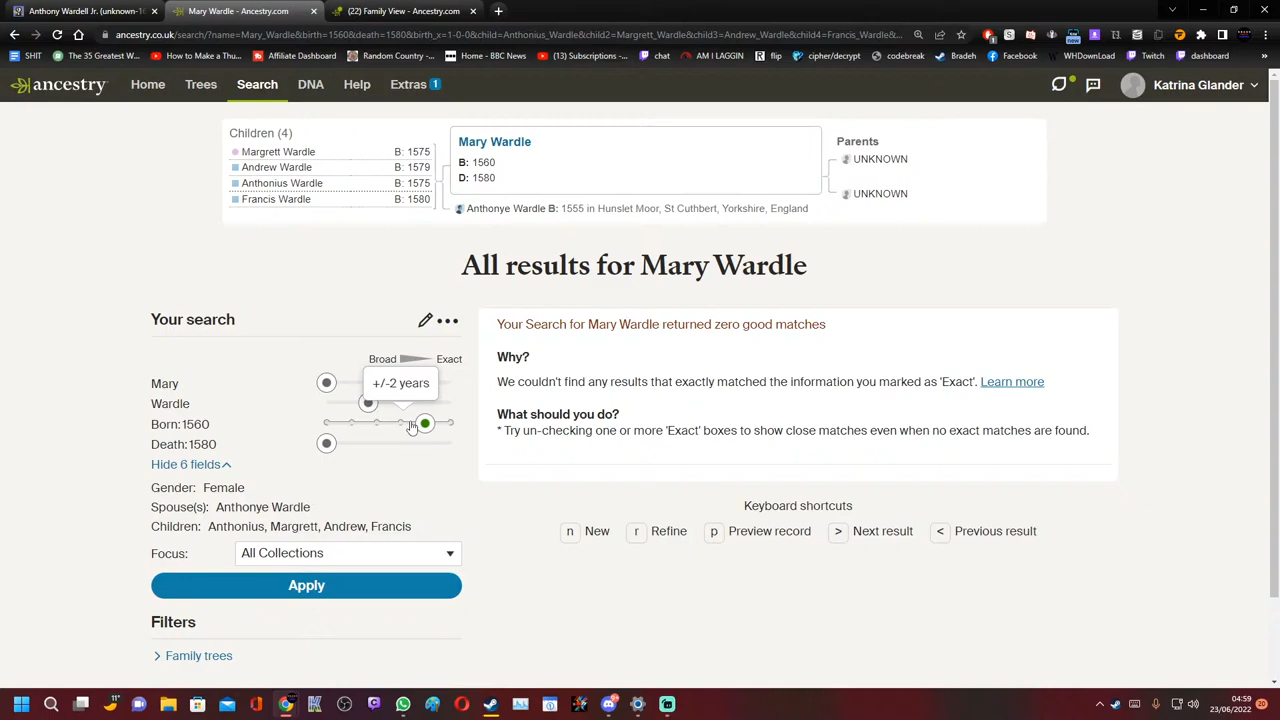 Anthony Wardell Jr. (unknown-1
Mary Wardle - Ancestry.com
(22) Family View - Ancestry.com
ancestry.co.uk/search/?name=Mary_Wardle&birth=1560&death=1580&birth_x=1-0-0&child=Anthonius_Wardle&child2=Margrett_Wardle&child3=Andrew_Wardle&child4=Francis_Wardle&...
SHIT
The 35 Greatest W...
How to Make a Thu...
Affiliate Dashboard
Hridom Country -...
Home - BBC News
(13) Subscriptions -...
chat
AM I LAGGIN
flip
cipher/decrypt
codebreak
Bradeh
Facebook
WHDownLoad
Twitch
dashboard
ancestry
Home
Trees
Search
DNA
Help
Extras 1
Katrina Glander
Children (4)
Margrett Wardle B: 1575
Andrew Wardle B: 1579
Anthonius Wardle B: 1575
Francis Wardle B: 1580
Mary Wardle
B: 1560
D: 1580
Anthonye Wardle B: 1555 in Hunslet Moor, St Cuthbert, Yorkshire, England
Parents
UNKNOWN
UNKNOWN
All results for Mary Wardle
Your search
Broad Exact
+/-2 years
Mary
Wardle
Born: 1560
Death: 1580
Hide 6 fields
Gender: Female
Spouse(s): Anthonye Wardle
Children: Anthonius, Margrett, Andrew, Francis
Focus: All Collections
Apply
Filters
Family trees
Your Search for Mary Wardle returned zero good matches
Why?
We couldn't find any results that exactly matched the information you marked as 'Exact'. Learn more
What should you do?
* Try un-checking one or more 'Exact' boxes to show close matches even when no exact matches are found.
Keyboard shortcuts
n New r Refine p Preview record > Next result < Previous result
04:59
23/06/2022
20